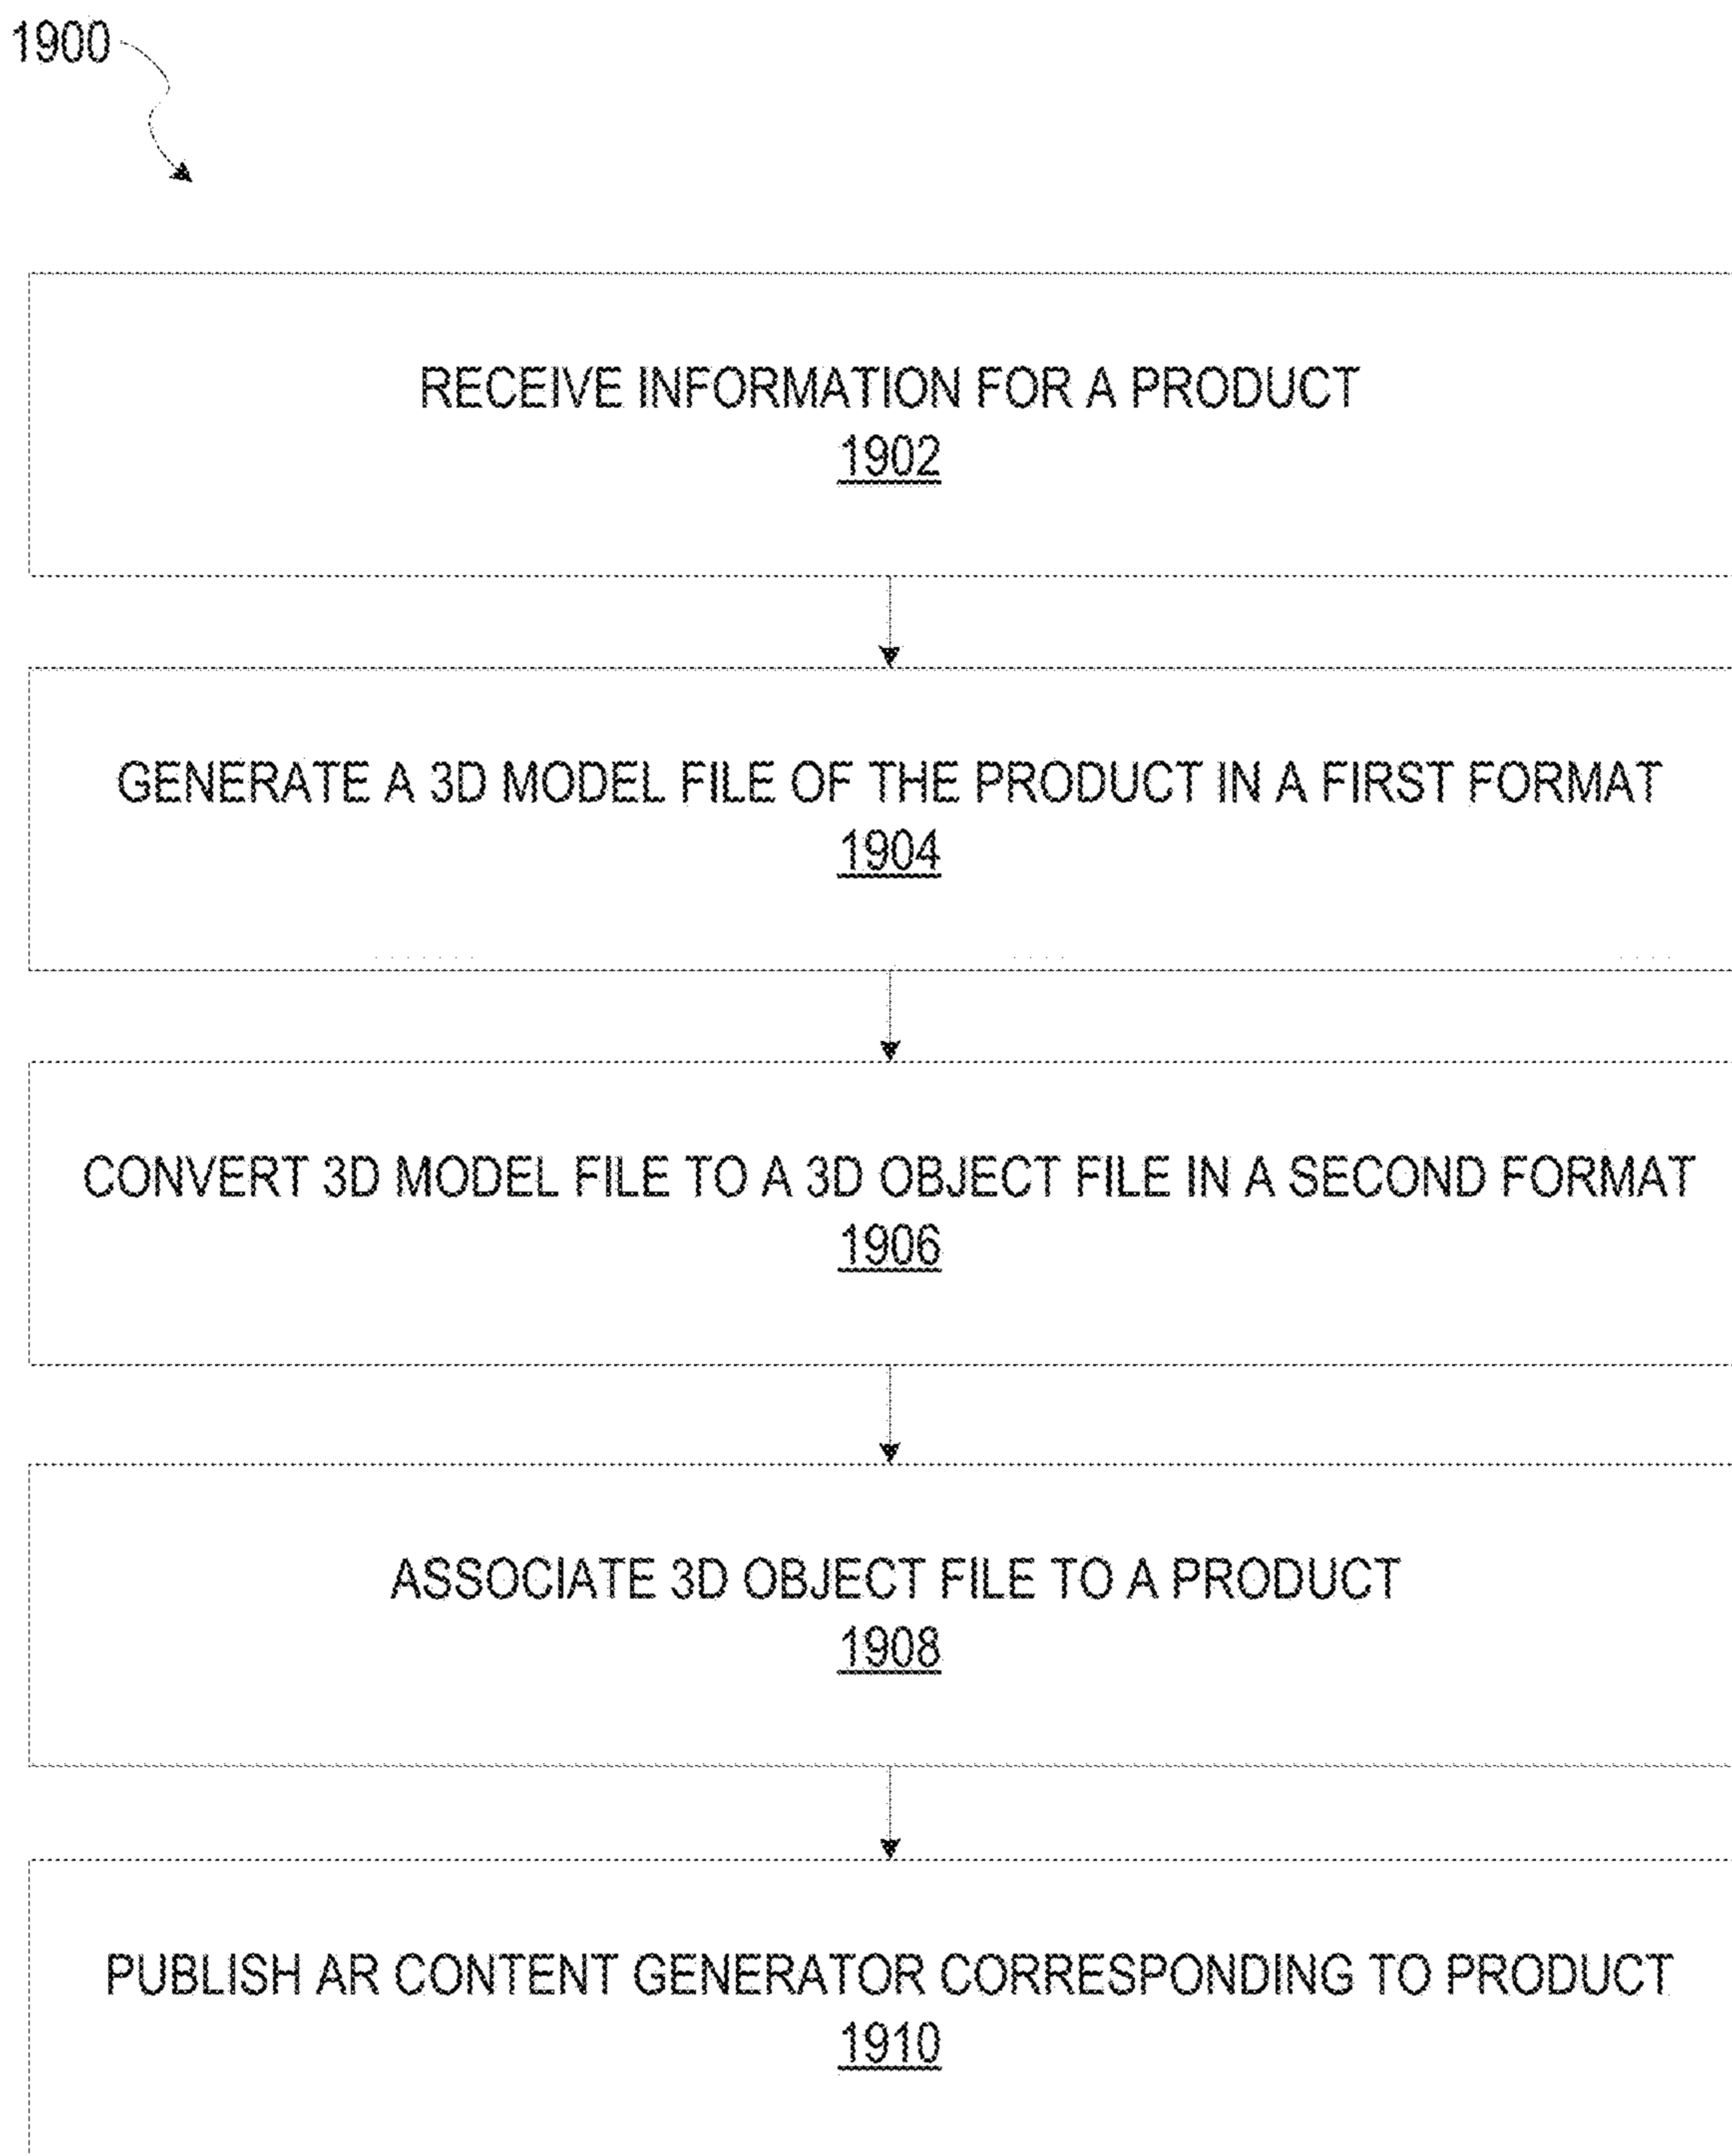 1900
RECEIVE INFORMATION FOR A PRODUCT
1902
GENERATE A 3D MODEL FILE OF THE PRODUCT IN A FIRST FORMAT
1904
CONVERT 3D MODEL FILE TO A 3D OBJECT FILE IN A SECOND FORMAT
1906
ASSOCIATE 3D OBJECT FILE TO A PRODUCT
1908
PUBLISH AR CONTENT GENERATOR CORRESPONDING TO PRODUCT
1910